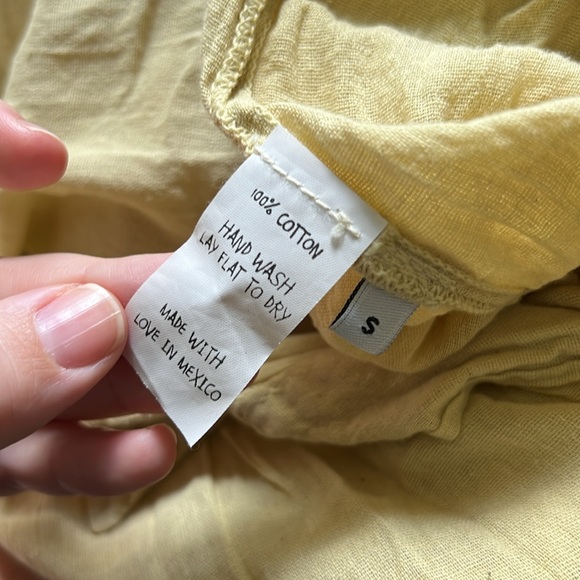 100% COTTON
HAND WASH
LAY FLAT TO DRY
MADE WITH
LOVE IN MEXICO
S